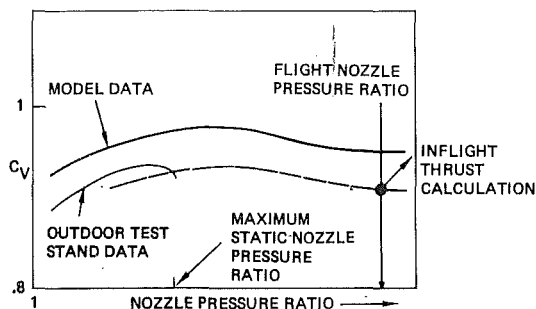 FLIGHT NOZZLE
PRESSURE RATIO
MODEL DATA
1
INFLIGHT
THRUST
CALCULATION
CV
OUTDOOR TEST
STAND DATA
MAXIMUM
STATIC NOZZLE
PRESSURE
RATIO
.8
1
NOZZLE PRESSURE RATIO